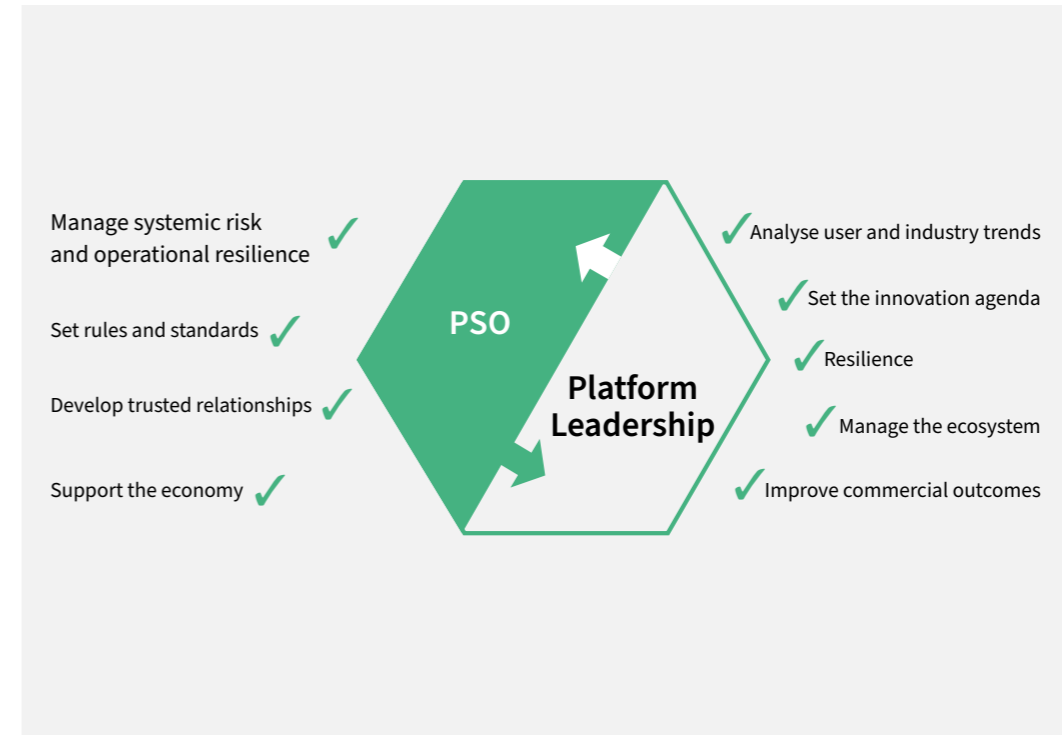 Manage systemic risk
and operational resilience
Set rules and standards
Develop trusted relationships
Support the economy
PSO
Platform
Leadership
Analyse user and industry trends
Set the innovation agenda
Resilience
Manage the ecosystem
Improve commercial outcomes